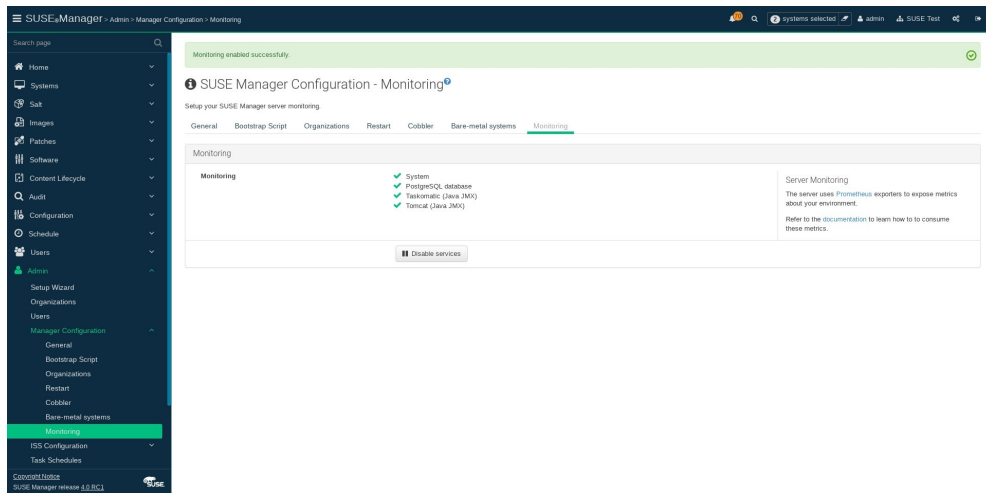 SUSE Manager > Admin > Manager Configuration > Monitoring
2 systems selected
admin
SUSE Test
Search page
Home
Systems
Salt
Images
Patches
Software
Content Lifecycle
Audit
Configuration
Schedule
Users
Admin
Setup Wizard
Organizations
Users
Manager Configuration
General
Bootstrap Script
Organizations
Restart
Cobbler
Bare-metal systems
Monitoring
ISS Configuration
Task Schedules
Copyright Notice
SUSE Manager release 4.0 RC1
SUSE
Monitoring enabled successfully.
SUSE Manager Configuration - Monitoring
Setup your SUSE Manager server monitoring.
General Bootstrap Script Organizations Restart Cobbler Bare-metal systems Monitoring
Monitoring
Monitoring
System
PostgreSQL database
Taskomatic (Java JMX)
Tomcat (Java JMX)
Server Monitoring
The server uses Prometheus exporters to expose metrics
about your environment.
Refer to the documentation to learn how to to consume
these metrics.
Disable services